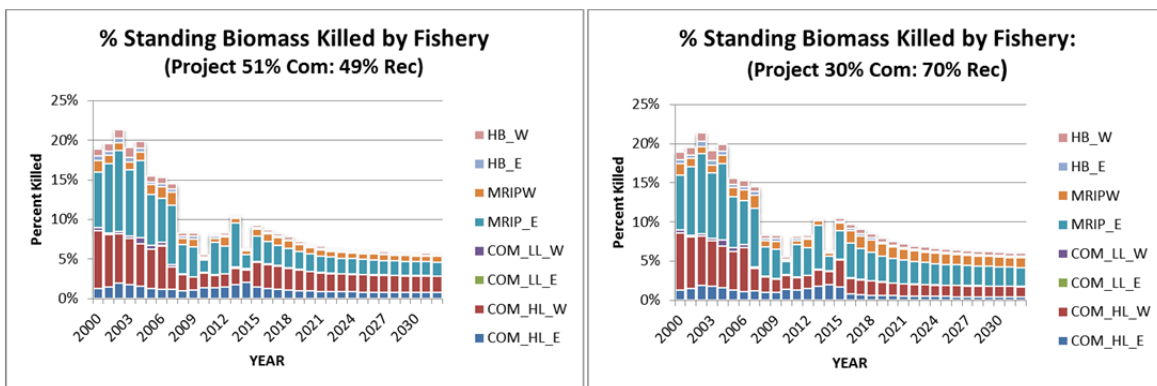 % Standing Biomass Killed by Fishery
(Project 51% Com: 49% Rec)
25%
20%
15%
10%
5%
0%
Percent Killed
2000
2003
2006
2009
2012
2015
2018
2021
2024
2027
2030
YEAR
HB_W
HB_E
MRIPW
MRIP_E
COM_LL_W
COM_LL_E
COM_HL_W
COM_HL_E
% Standing Biomass Killed by Fishery:
(Project 30% Com: 70% Rec)
25%
20%
15%
10%
5%
0%
Percent Killed
2000
2003
2006
2009
2012
2015
2018
2021
2024
2027
2030
YEAR
HB_W
HB_E
MRIPW
MRIP_E
COM_LL_W
COM_LL_E
COM_HL_W
COM_HL_E